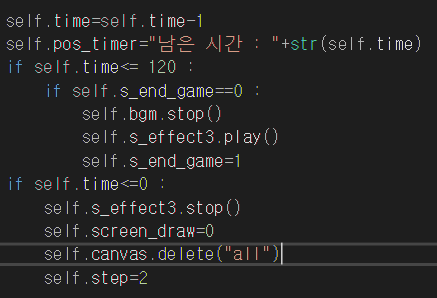 self.time=self.time-1
self.pos_timer="남은 시간 : "+str(self.time)
if self.time<= 120 :
    if self.s_end_game==0 :
        self.bgm.stop()
        self.s_effect3.play()
        self.s_end_game=1
if self.time<=0 :
    self.s_effect3.stop()
    self.screen_draw=0
    self.canvas.delete("all")
    self.step=2